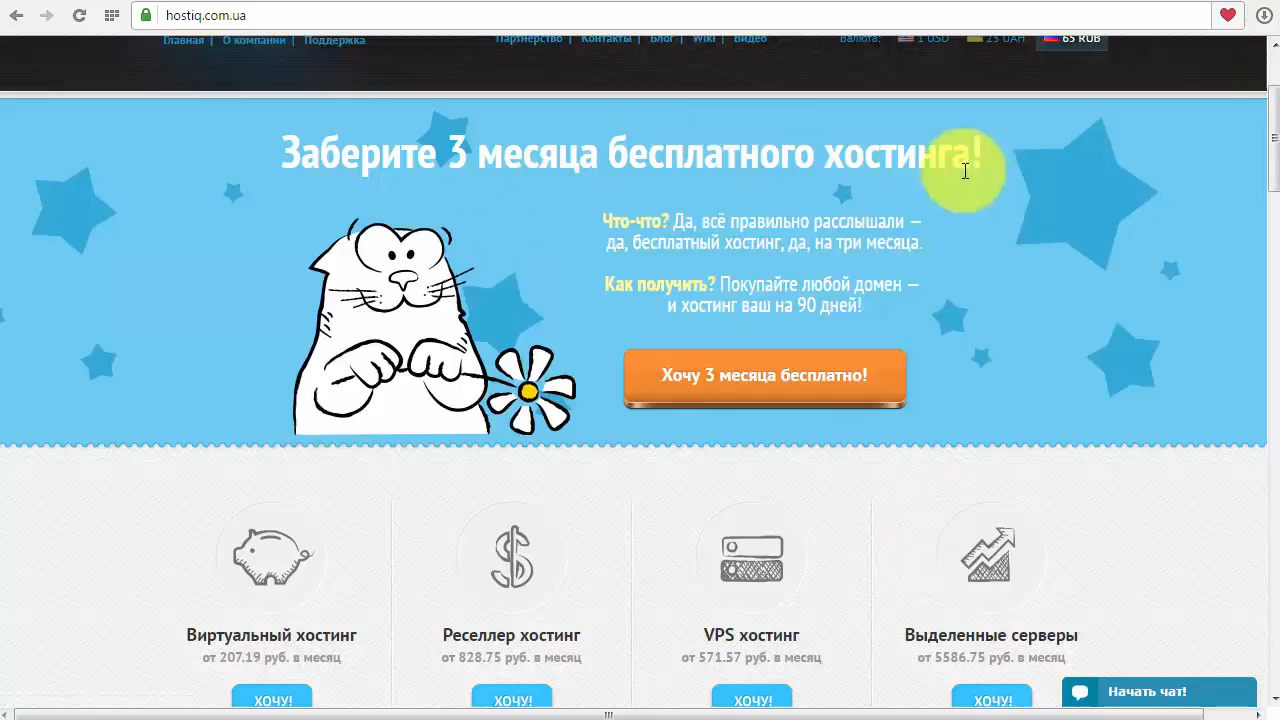 hostiq.com.ua
Главная | О компании | Поддержка
Партнерство | Контакты | Блог | Wiki | Видео
Валюта: 1 USD 25 UAH 65 RUB
Заберите 3 месяца бесплатного хостинга!
Что-что? Да, всё правильно расслышали —
да, бесплатный хостинг, да, на три месяца.
Как получить? Покупайте любой домен —
и хостинг ваш на 90 дней!
Хочу 3 месяца бесплатно!
Виртуальный хостинг
от 207.19 руб. в месяц
ХОЧУ!
Реселлер хостинг
от 828.75 руб. в месяц
ХОЧУ!
VPS хостинг
от 571.57 руб. в месяц
ХОЧУ!
Выделенные серверы
от 5586.75 руб. в месяц
ХОЧУ!
Начать чат!